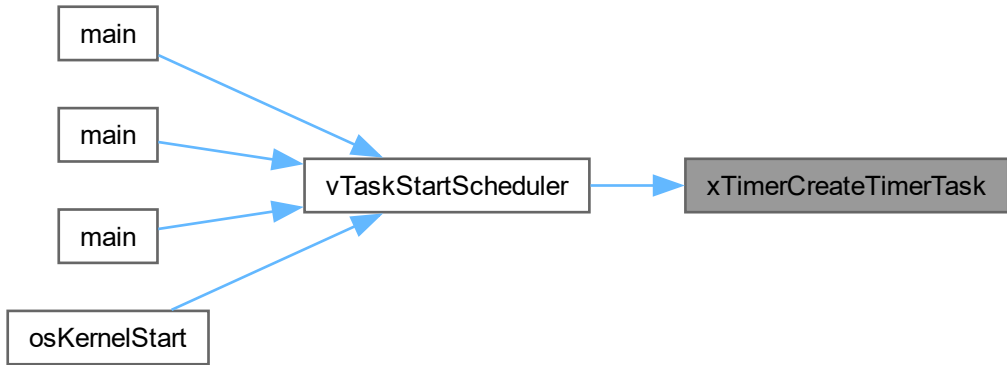 main
main
vTaskStartScheduler
xTimerCreateTimerTask
main
osKernelStart